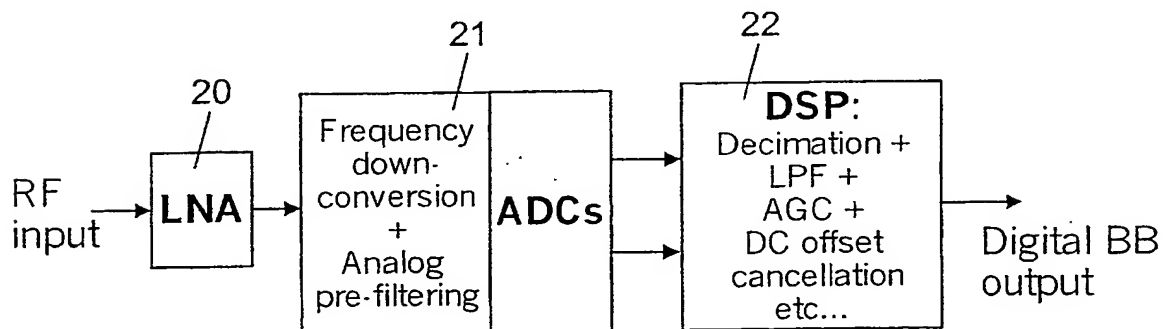 20
21
22
RF
input
LNA
Frequency
down-
conversion
+
Analog
pre-filtering
ADCs
DSP:
Decimation +
LPF +
AGC +
DC offset
cancellation
etc...
Digital BB
output